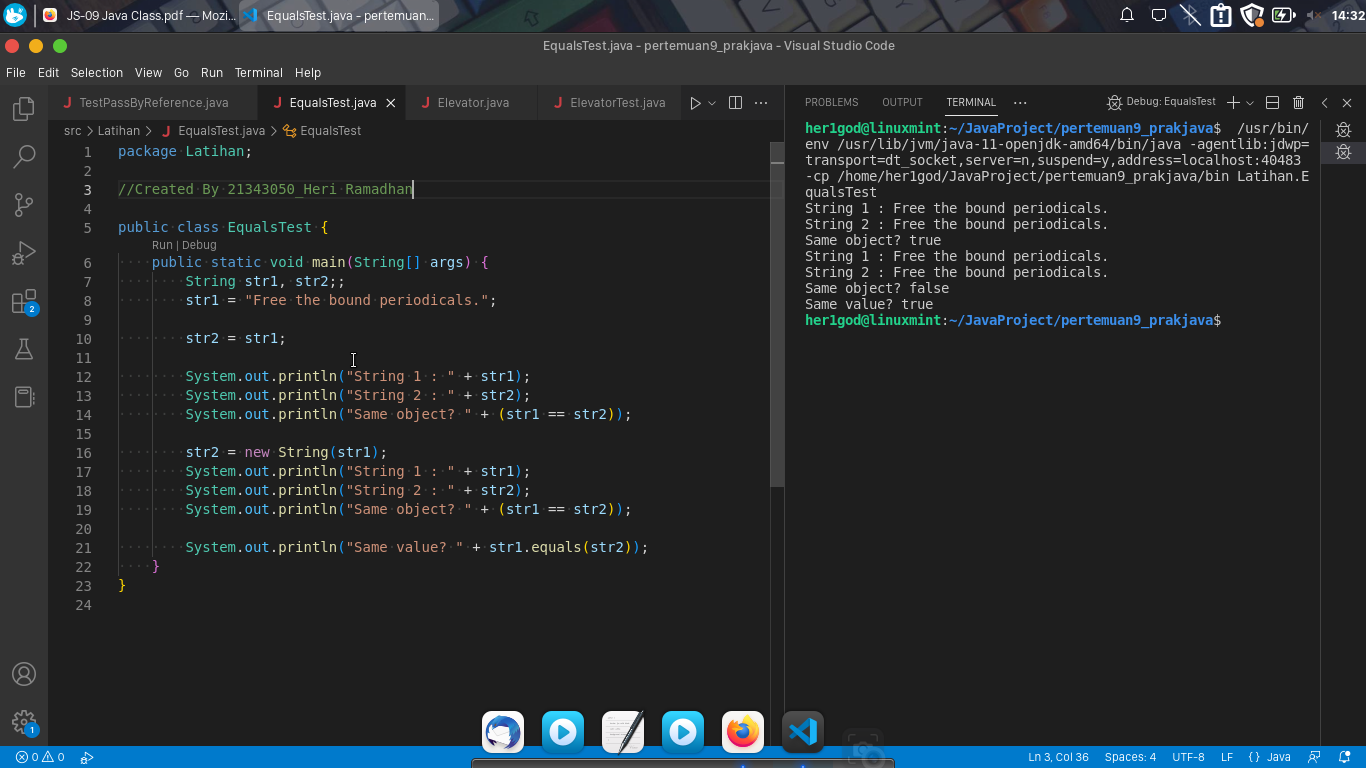 JS-09 Java Class.pdf — Mozi...
EqualsTest.java - pertemuan...
14:32
EqualsTest.java - pertemuan9_prakjava - Visual Studio Code
File Edit Selection View Go Run Terminal Help
TestPassByReference.java
EqualsTest.java
Elevator.java
ElevatorTest.java
src > Latihan > EqualsTest.java > EqualsTest
1 package Latihan;
2
3 //Created By 21343050_Heri Ramadhan
4
5 public class EqualsTest {
Run | Debug
6 public static void main(String[] args) {
7 String str1, str2;;
8 str1 = "Free the bound periodicals.";
9
10 str2 = str1;
11
12 System.out.println("String 1 : " + str1);
13 System.out.println("String 2 : " + str2);
14 System.out.println("Same object? " + (str1 == str2));
15
16 str2 = new String(str1);
17 System.out.println("String 1 : " + str1);
18 System.out.println("String 2 : " + str2);
19 System.out.println("Same object? " + (str1 == str2));
20
21 System.out.println("Same value? " + str1.equals(str2));
22 }
23 }
24
PROBLEMS OUTPUT TERMINAL ... Debug: EqualsTest
her1god@linuxmint:~/JavaProject/pertemuan9_prakjava$ /usr/bin/
env /usr/lib/jvm/java-11-openjdk-amd64/bin/java -agentlib:jdwp=
transport=dt_socket,server=n,suspend=y,address=localhost:40483
-cp /home/her1god/JavaProject/pertemuan9_prakjava/bin Latihan.E
qualsTest
String 1 : Free the bound periodicals.
String 2 : Free the bound periodicals.
Same object? true
String 1 : Free the bound periodicals.
String 2 : Free the bound periodicals.
Same object? false
Same value? true
her1god@linuxmint:~/JavaProject/pertemuan9_prakjava$
2
1
0 0
Ln 3, Col 36 Spaces: 4 UTF-8 LF { } Java